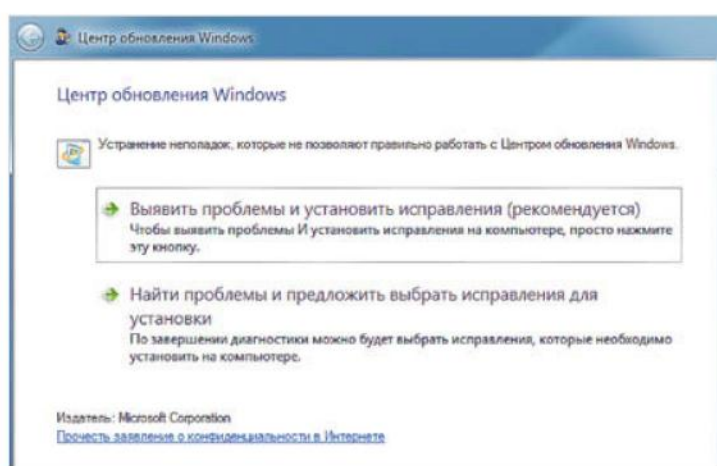 Центр обновления Windows
Центр обновления Windows
Устранение неполадок, которые не позволяют правильно работать с Центром обновления Windows.
Выявить проблемы и установить исправления (рекомендуется)
Чтобы выявить проблемы И установить исправления на компьютере, просто нажмите
эту кнопку.
Найти проблемы и предложить выбрать исправления для
установки
По завершении диагностики можно будет выбрать исправления, которые необходимо
установить на компьютере.
Издатель: Microsoft Corporation
Прочесть заявление о конфиденциальности в Интернете